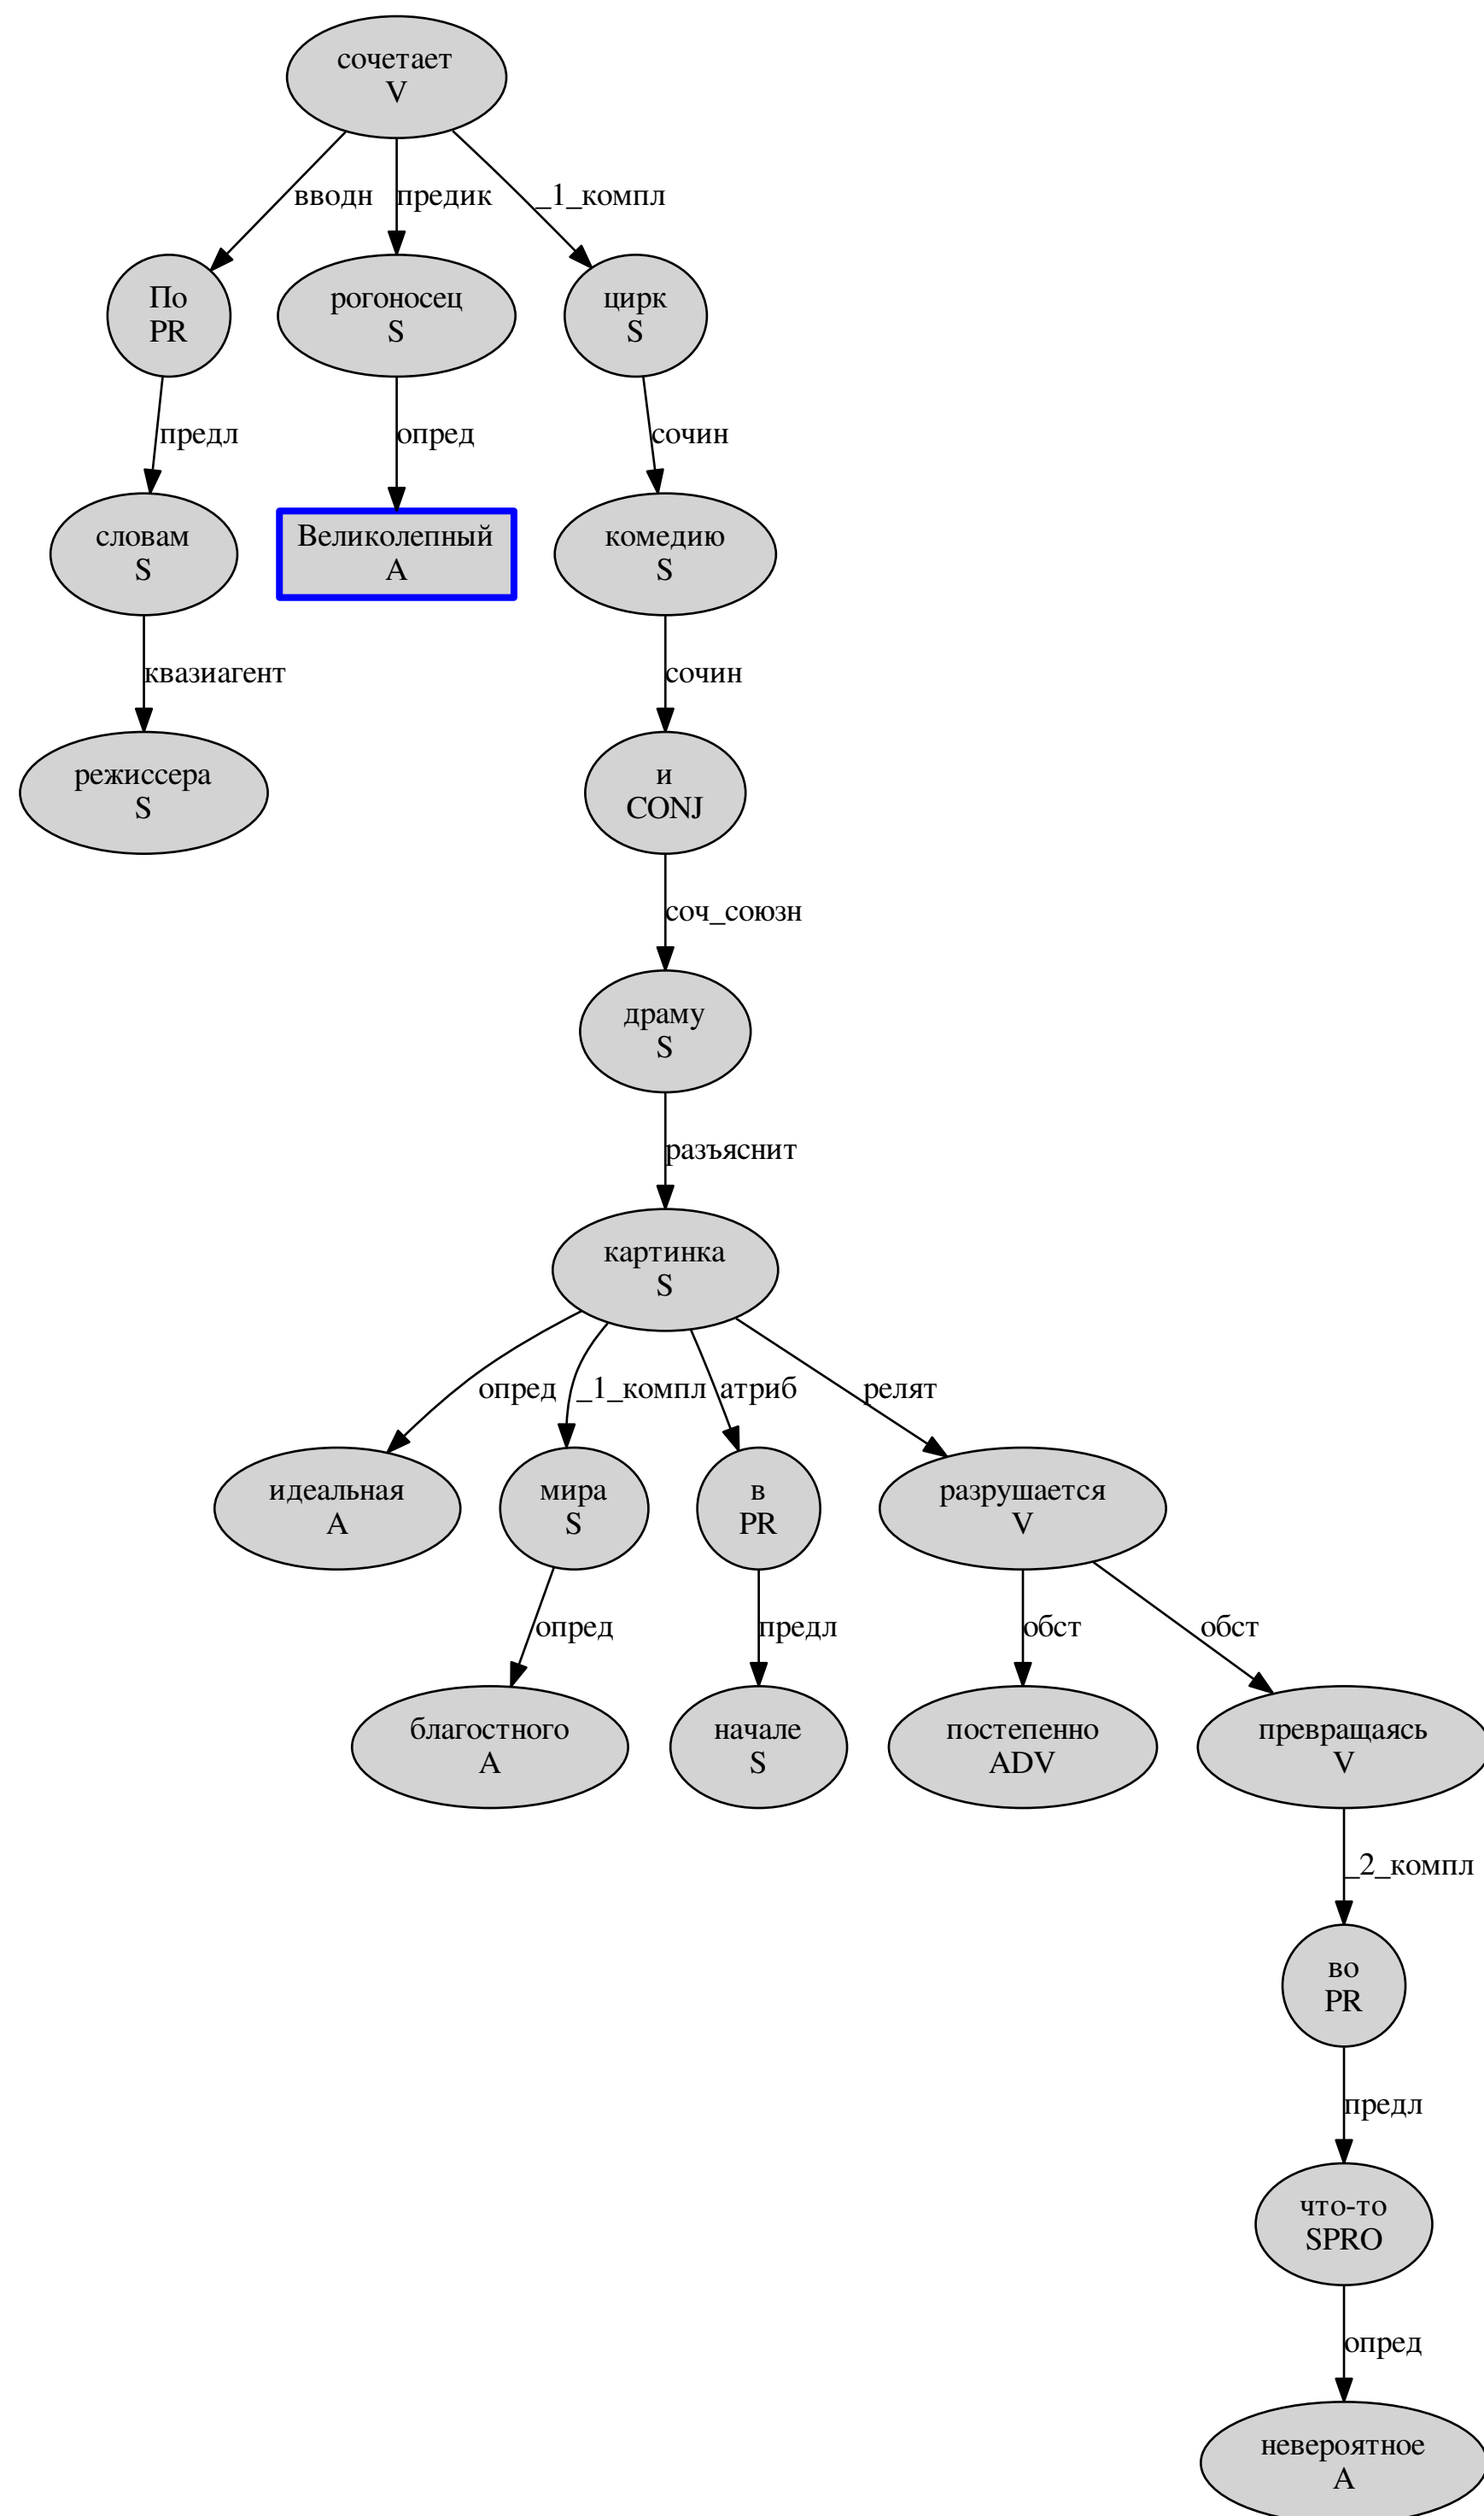 сочетает
V
вводн
предик
_1_компл
По
PR
рогоносец
S
цирк
S
предл
опред
сочин
словам
S
Великолепный
A
комедию
S
квазиагент
сочин
режиссера
S
и
CONJ
соч_союзн
драму
S
разъяснит
картинка
S
опред
_1_компл
атриб
релят
идеальная
A
мира
S
в
PR
разрушается
V
опред
предл
обст
обст
благостного
A
начале
S
постепенно
ADV
превращаясь
V
_2_компл
во
PR
предл
что-то
SPRO
опред
невероятное
A